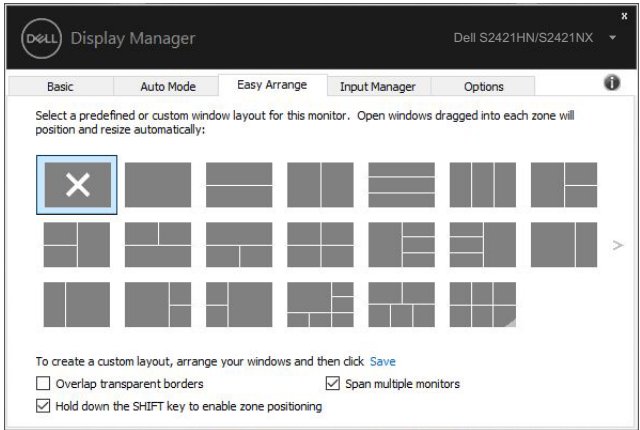 DELL Display Manager
Dell S2421HN/S2421NX
x
Basic
Auto Mode
Easy Arrange
Input Manager
Options
i
Select a predefined or custom window layout for this monitor. Open windows dragged into each zone will
position and resize automatically:
To create a custom layout, arrange your windows and then click Save
Overlap transparent borders
Span multiple monitors
Hold down the SHIFT key to enable zone positioning